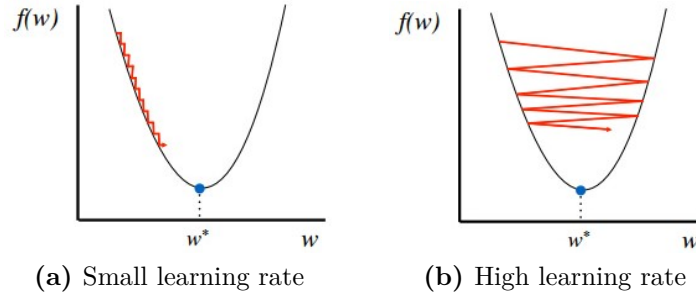 f(w)
w*
w
(a) Small learning rate
f(w)
w*
w
(b) High learning rate